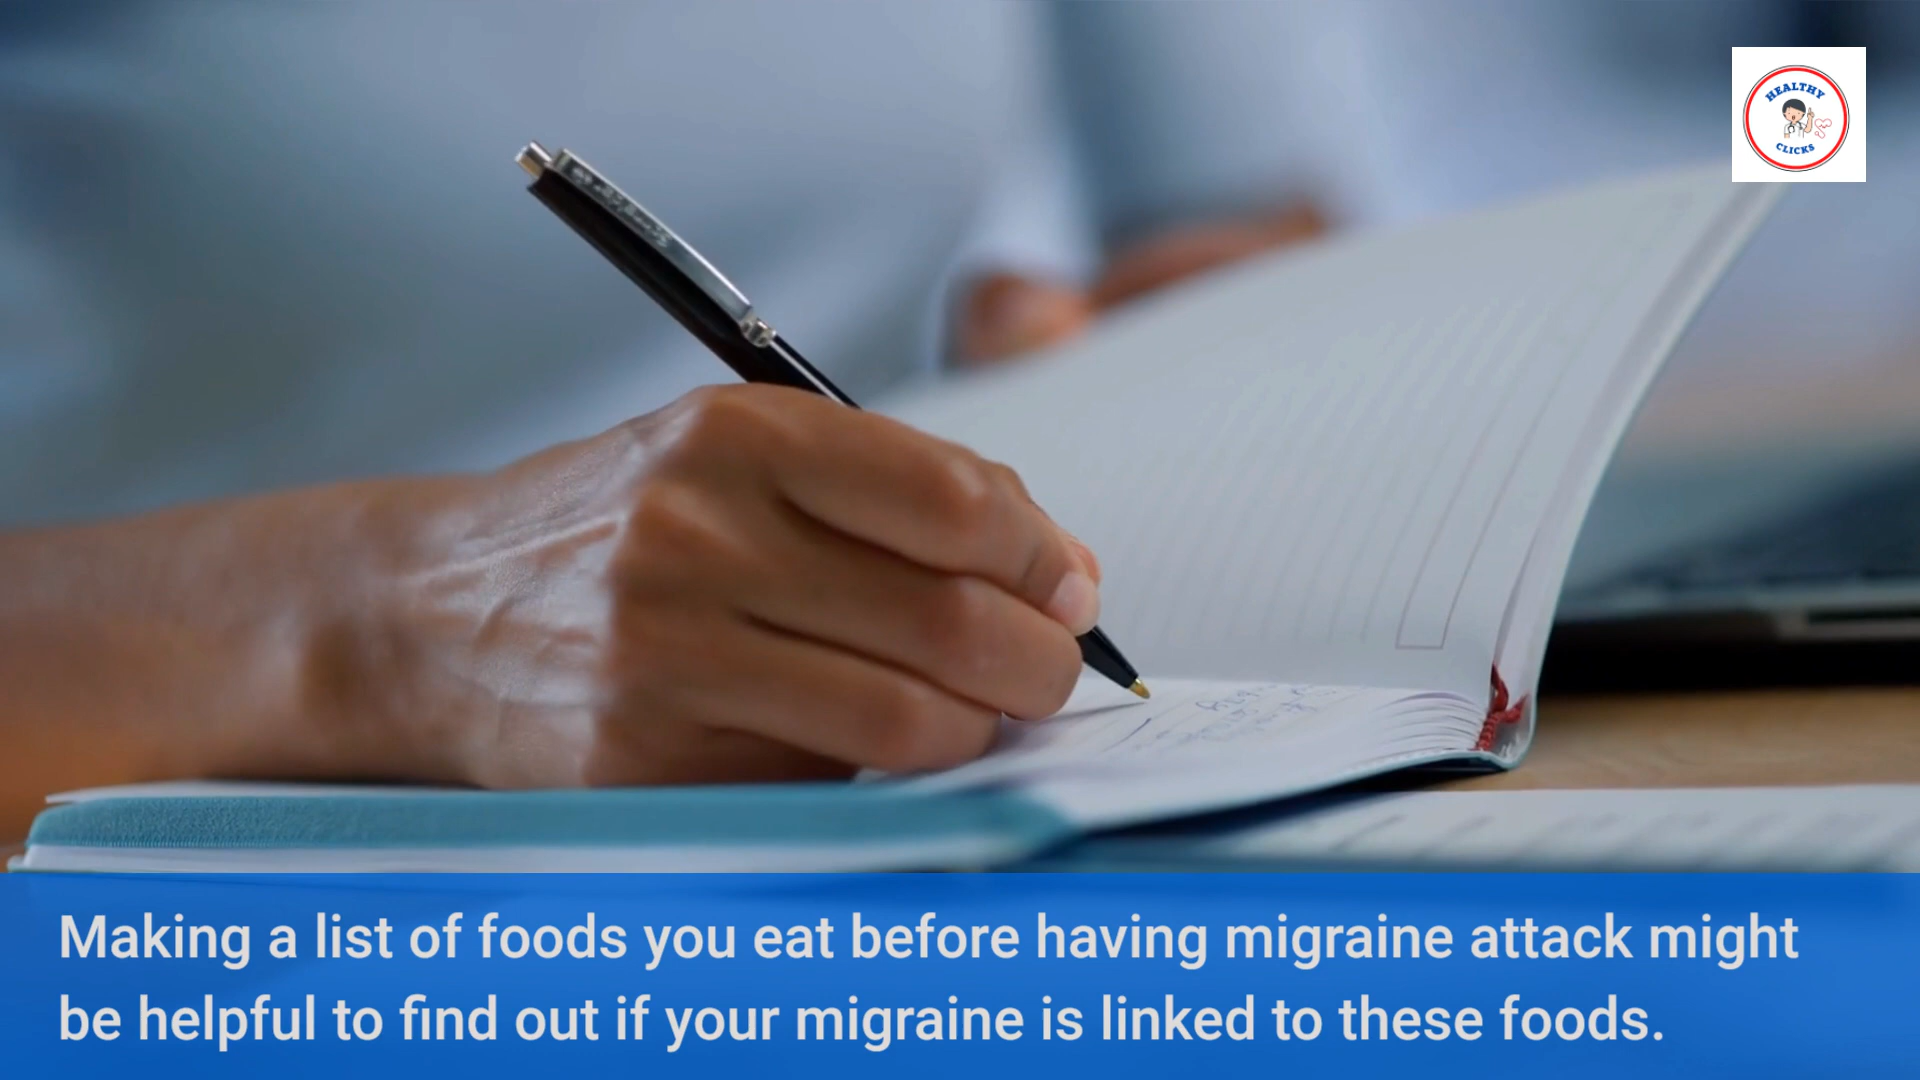 HEALTHY
CLICKS
Making a list of foods you eat before having migraine attack might
be helpful to find out if your migraine is linked to these foods.